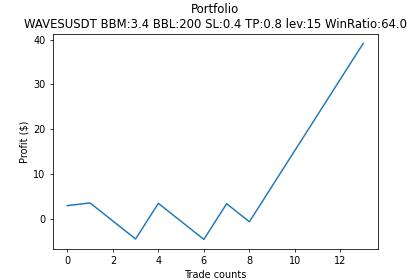 Portfolio
WAVESUSDT BBM:3.4 BBL:200 SL:0.4 TP:0.8 lev:15 WinRatio:64.0
40
30
20
10
0
Profit ($)
0 2 4 6 8 10 12
Trade counts